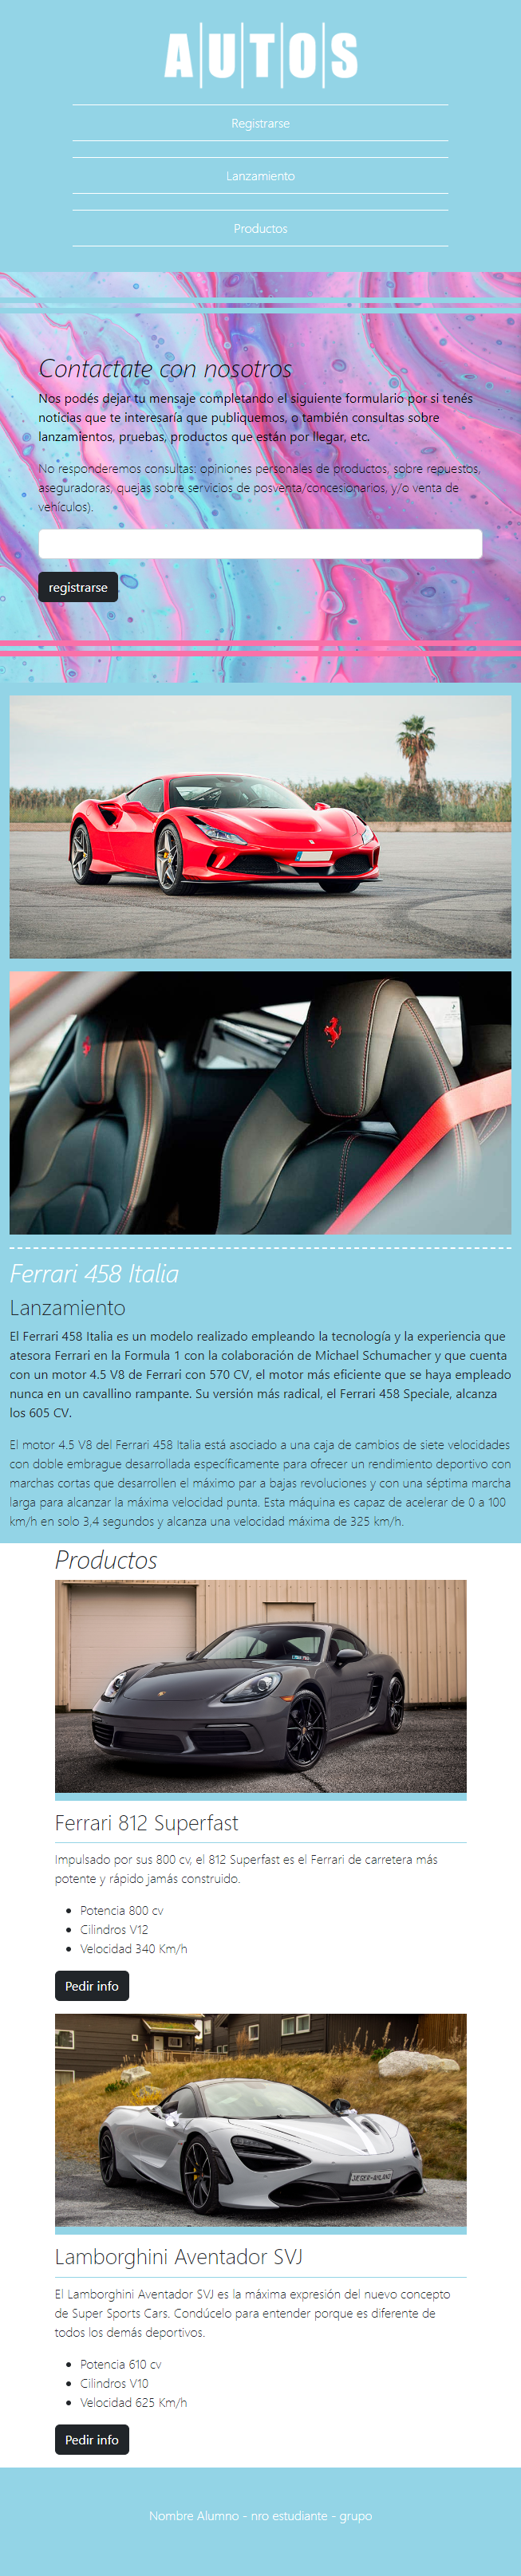 AUTOS
Registrarse
Lanzamiento
Productos
Contactate con nosotros
Nos podés dejar tu mensaje completando el siguiente formulario por si tenés
noticias que te interesaría que publiquemos, o también consultas sobre
lanzamientos, pruebas, productos que están por llegar, etc.
No responderemos consultas: opiniones personales de productos, sobre repuestos,
aseguradoras, quejas sobre servicios de posventa/concesionarios, y/o venta de
vehículos).
registrarse
Ferrari 458 Italia
Lanzamiento
El Ferrari 458 Italia es un modelo realizado empleando la tecnología y la experiencia que
atesora Ferrari en la Formula 1 con la colaboración de Michael Schumacher y que cuenta
con un motor 4.5 V8 de Ferrari con 570 CV, el motor más eficiente que se haya empleado
nunca en un cavallino rampante. Su versión más radical, el Ferrari 458 Speciale, alcanza
los 605 CV.
El motor 4.5 V8 del Ferrari 458 Italia está asociado a una caja de cambios de siete velocidades
con doble embrague desarrollada específicamente para ofrecer un rendimiento deportivo con
marchas cortas que desarrollen el máximo par a bajas revoluciones y con una séptima marcha
larga para alcanzar la máxima velocidad punta. Esta máquina es capaz de acelerar de 0 a 100
km/h en solo 3,4 segundos y alcanza una velocidad máxima de 325 km/h.
Productos
Ferrari 812 Superfast
Impulsado por sus 800 cv, el 812 Superfast es el Ferrari de carretera más
potente y rápido jamás construido.
• Potencia 800 cv
• Cilindros V12
• Velocidad 340 Km/h
Pedir info
Lamborghini Aventador SVJ
El Lamborghini Aventador SVJ es la máxima expresión del nuevo concepto
de Super Sports Cars. Condúcelo para entender porque es diferente de
todos los demás deportivos.
• Potencia 610 cv
• Cilindros V10
• Velocidad 625 Km/h
Pedir info
Nombre Alumno - nro estudiante - grupo